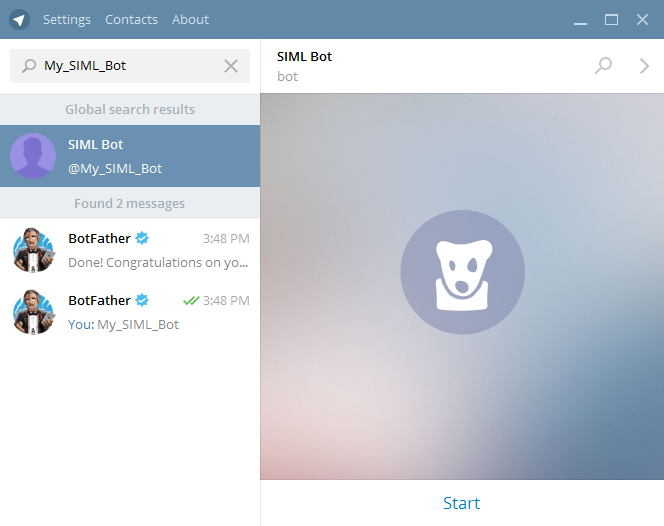 Settings Contacts About
My_SIML_Bot
SIML Bot
bot
Global search results
SIML Bot
@My_SIML_Bot
Found 2 messages
BotFather 3:48 PM
Done! Congratulations on yo...
BotFather 3:48 PM
You: My_SIML_Bot
Start